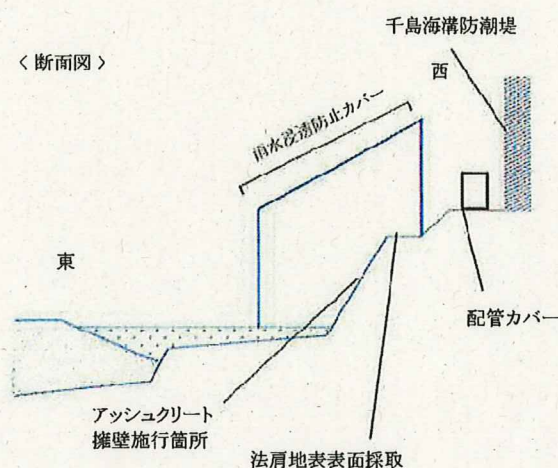 千島海溝防潮堤
〈断面図〉
西
雨水浸透防止カバー
東
配管カバー
アッシュクリート
擁壁施行箇所
法肩地表表面採取